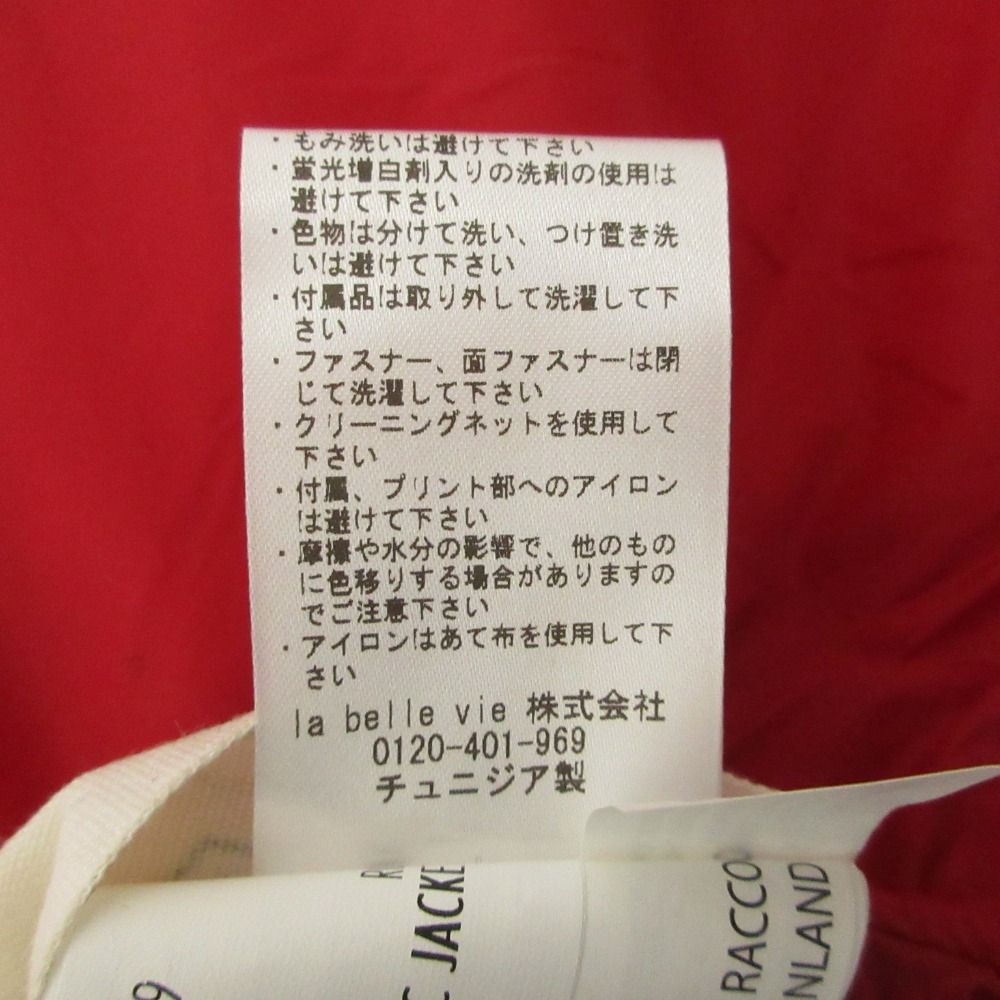 ・もみ洗いは避けて下さい
・蛍光増白剤入りの洗剤の使用は
避けて下さい
・色物は分けて洗い、つけ置き洗
いは避けて下さい
・付属品は取り外して洗濯して下
さい
・ファスナー、面ファスナーは閉
じて洗濯して下さい
・クリーニングネットを使用して
下さい
・付属、プリント部へのアイロン
は避けて下さい
・摩擦や水分の影響で、他のもの
に色移りする場合がありますの
でご注意下さい
・アイロンはあて布を使用して下
さい
la belle vie 株式会社
0120-401-969
チュニジア製
C JACKE
RACCO
NLAND
9